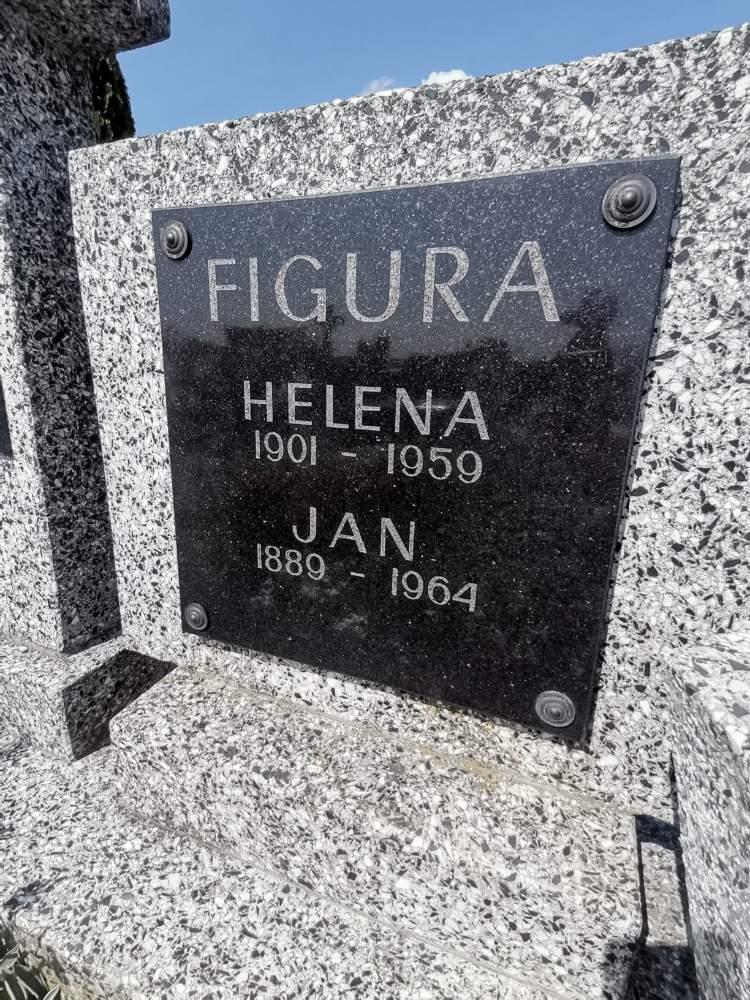 FIGURA
HELENA
1901 - 1959
JAN
1889 - 1964